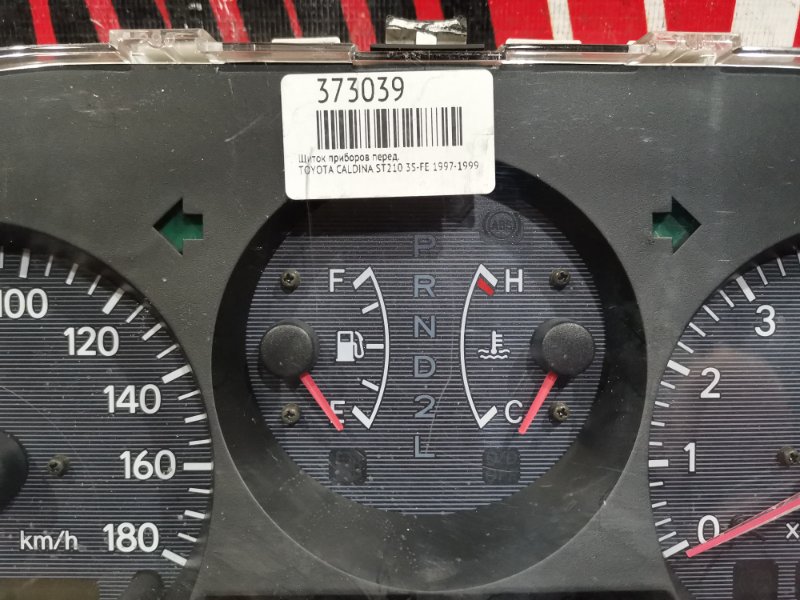 373039
Щиток приборов перед.
TOYOTA CALDINA ST210 3S-FE 1997-1999
ABS
P
R
N
D
2
L
F
E
H
C
100
120
140
160
180
km/h
3
2
1
0
x